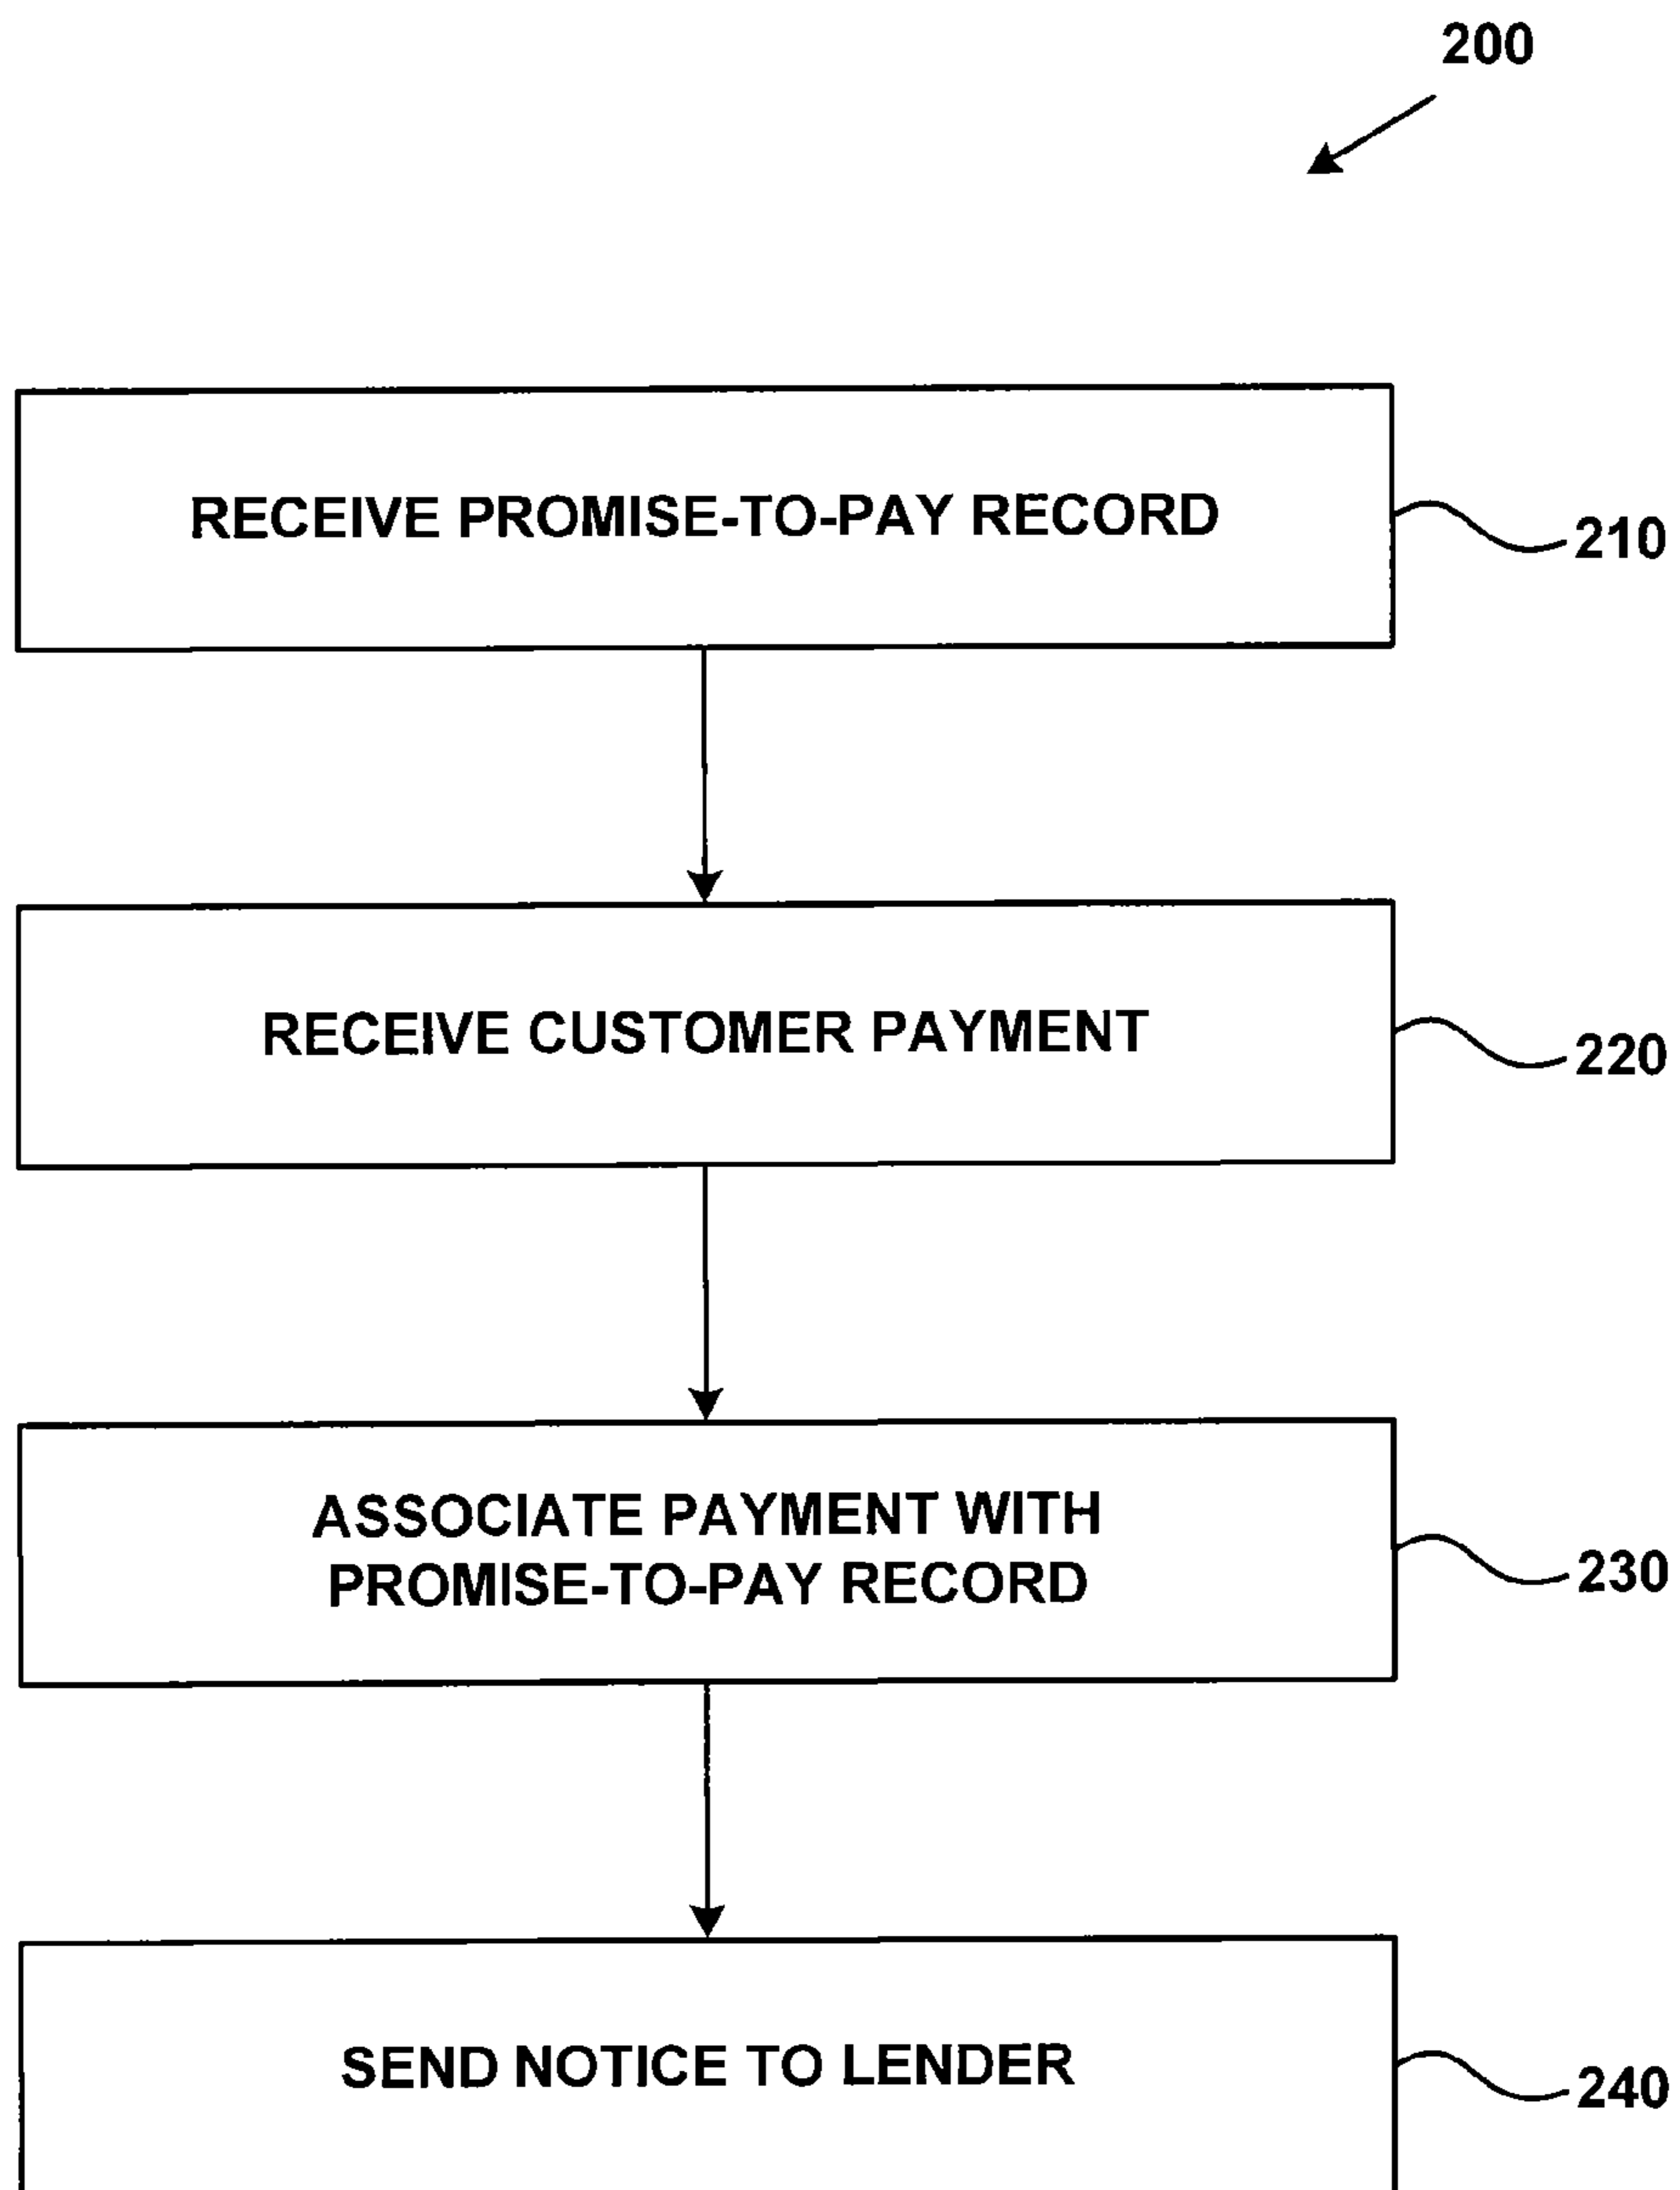 200
RECEIVE PROMISE-TO-PAY RECORD
210
RECEIVE CUSTOMER PAYMENT
220
ASSOCIATE PAYMENT WITH
PROMISE-TO-PAY RECORD
230
SEND NOTICE TO LENDER
240